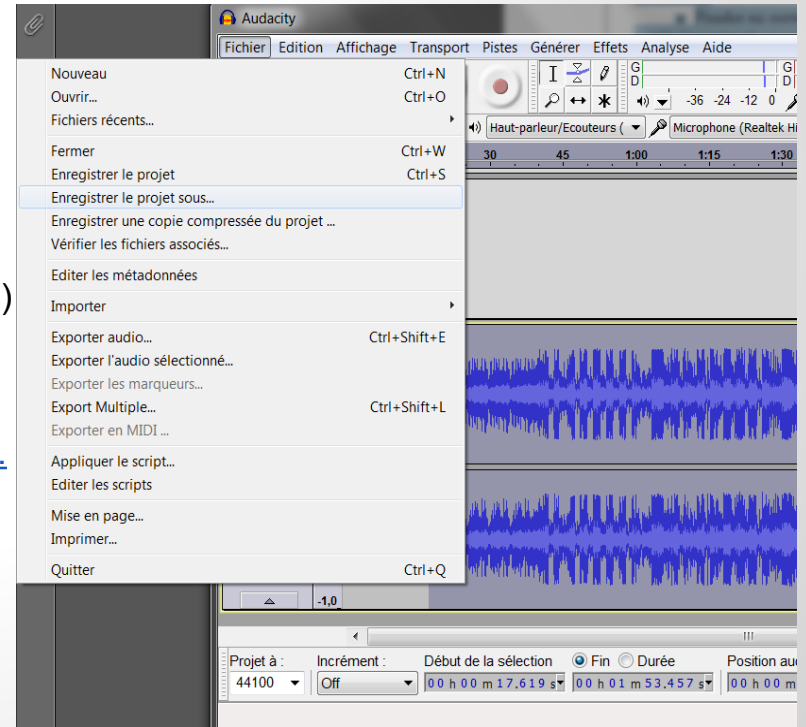 Audacity
Fichier Edition Affichage Transport Pistes Générer Effets Analyse Aide
Nouveau Ctrl+N
Ouvrir... Ctrl+O
Fichiers récents...
Fermer Ctrl+W
Enregistrer le projet Ctrl+S
Enregistrer le projet sous...
Enregistrer une copie compressée du projet ...
Vérifier les fichiers associés...
Editer les métadonnées
)
Importer
Exporter audio... Ctrl+Shift+E
Exporter l'audio sélectionné...
Exporter les marqueurs...
Export Multiple... Ctrl+Shift+L
Exporter en MIDI ...
Appliquer le script...
Editer les scripts
Mise en page...
Imprimer...
Quitter Ctrl+Q
G G
D D
-36 -24 -12 0
Haut-parleur/Ecouteurs ( Microphone (Realtek Hi
30 45 1:00 1:15 1:30
-1,0
Projet à : Incrément : Début de la sélection Fin Durée Position au
44100 Off 00 h 00 m 17.619 s 00 h 01 m 53.457 s 00 h 00 m